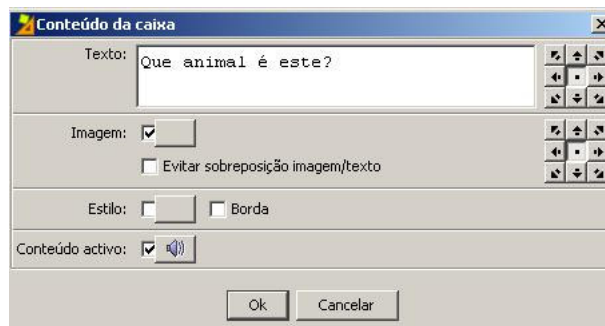 Conteúdo da caixa
Texto: Que animal é este?
Imagem:
Evitar sobreposição imagem/texto
Estilo: Borda
Conteúdo activo:
Ok Cancelar